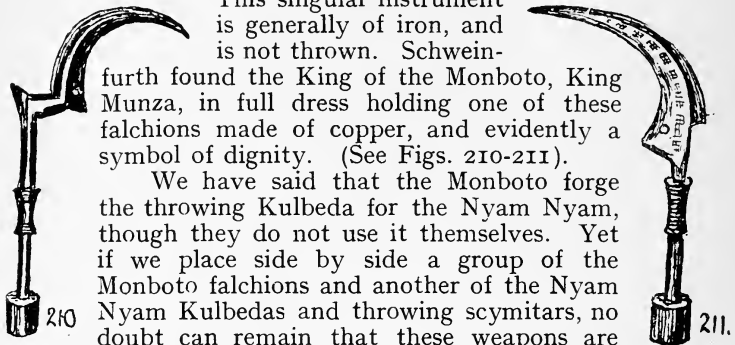 This singular instrument
is generally of iron, and
is not thrown. Schwein-
furth found the King of the Monboto, King
Munza, in full dress holding one of these
falchions made of copper, and evidently a
symbol of dignity. (See Figs. 210-211).
We have said that the Monboto forge
the throwing Kulbeda for the Nyam Nyam,
though they do not use it themselves. Yet
if we place side by side a group of the
Monboto falchions and another of the Nyam
Nyam Kulbedas and throwing scymitars, no
doubt can remain that these weapons are
210
211.